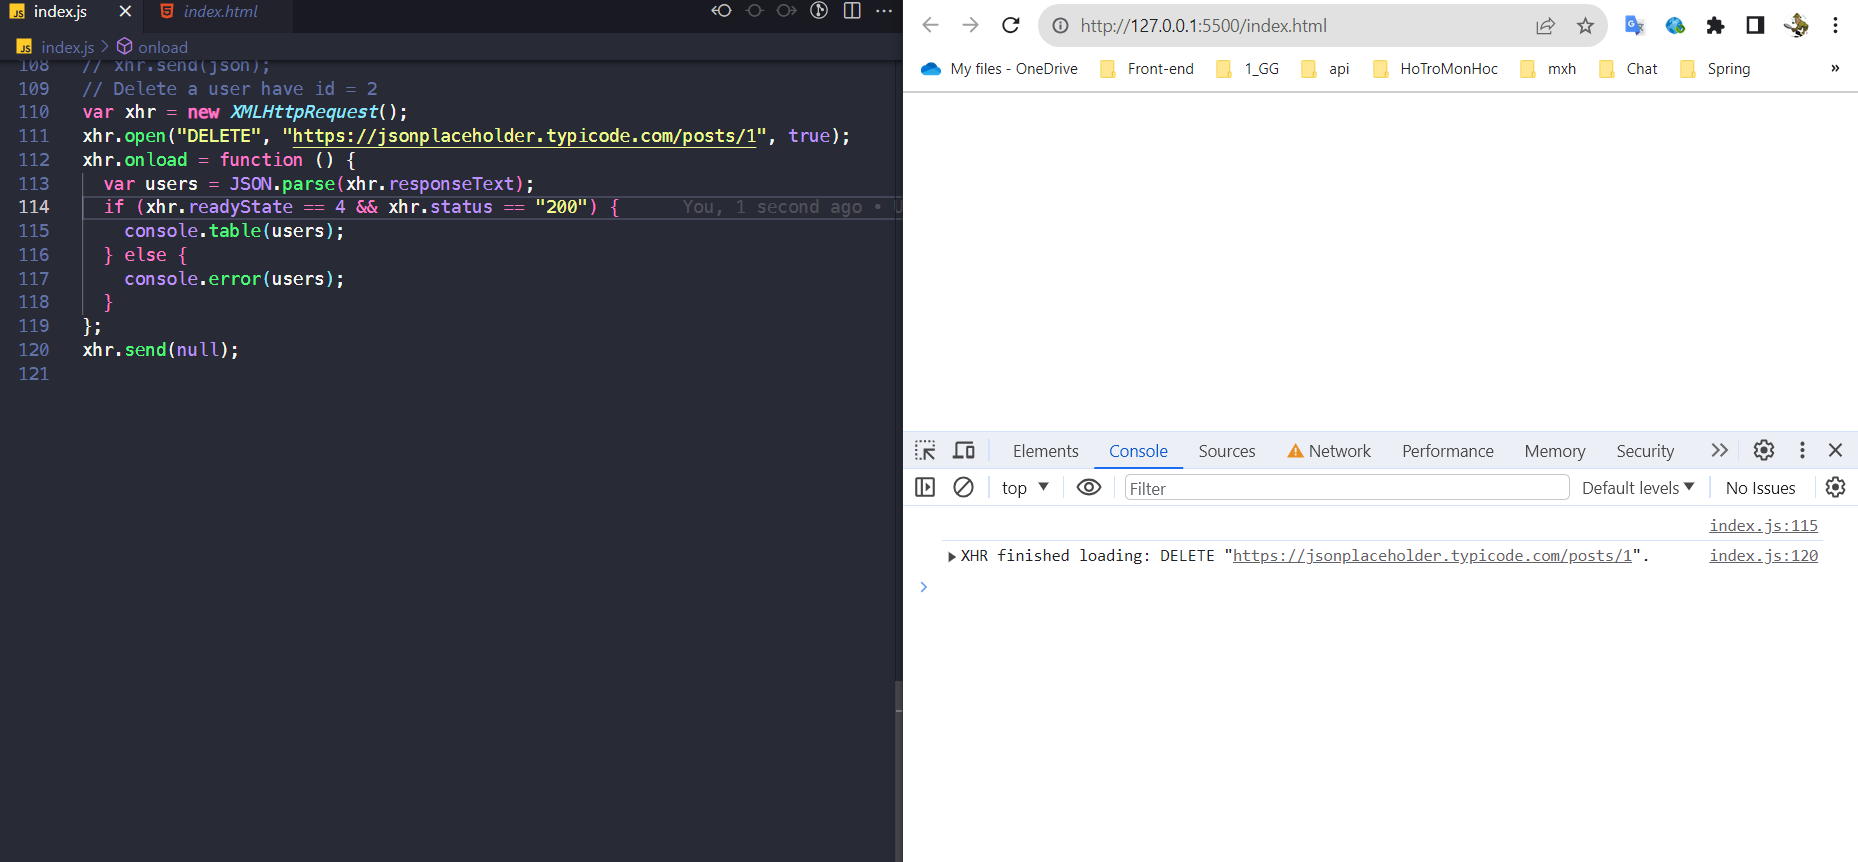 JS index.js
index.html
JS index.js > onload
108 // xhr.send(json);
109 // Delete a user have id = 2
110 var xhr = new XMLHttpRequest();
111 xhr.open("DELETE", "https://jsonplaceholder.typicode.com/posts/1", true);
112 xhr.onload = function () {
113 var users = JSON.parse(xhr.responseText);
114 if (xhr.readyState == 4 && xhr.status == "200") { You, 1 second ago •
115 console.table(users);
116 } else {
117 console.error(users);
118 }
119 };
120 xhr.send(null);
121
http://127.0.0.1:5500/index.html
My files - OneDrive Front-end 1_GG api HoTroMonHoc mxh Chat Spring »
Elements Console Sources Network Performance Memory Security
top Filter Default levels No Issues
index.js:115
XHR finished loading: DELETE "https://jsonplaceholder.typicode.com/posts/1". index.js:120